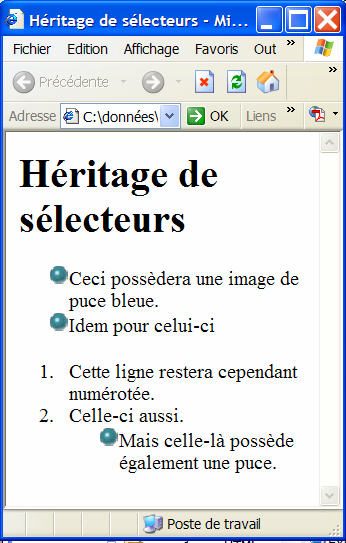 Héritage de sélecteurs - Mi...
Fichier Edition Affichage Favoris Out »
Précédente »
Adresse C:\données\ OK Liens »
Héritage de
sélecteurs
Ceci possèdera une image de
puce bleue.
Idem pour celui-ci
1. Cette ligne restera cependant
numérotée.
2. Celle-ci aussi.
Mais celle-là possède
également une puce.
Poste de travail